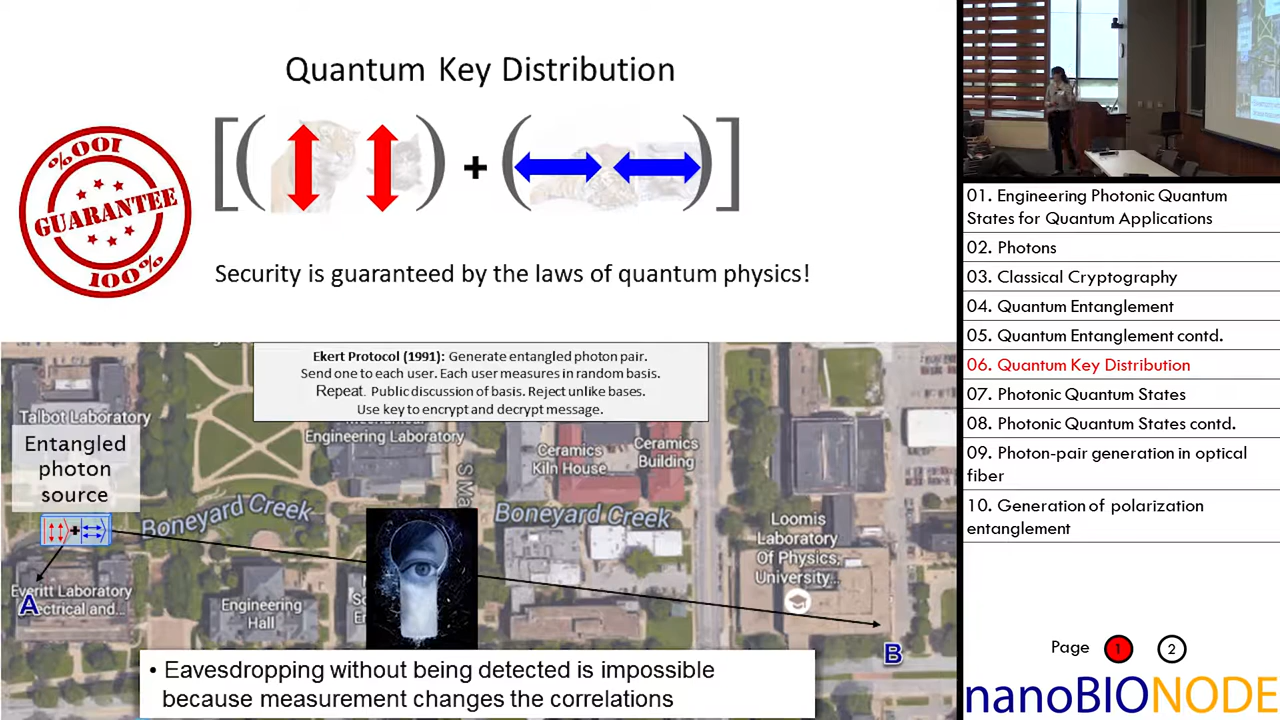 Quantum Key Distribution
100%
GUARANTEE
100%
[( ) + ( )]
Security is guaranteed by the laws of quantum physics!
Ekert Protocol (1991): Generate entangled photon pair.
Send one to each user. Each user measures in random basis.
Repeat. Public discussion of basis. Reject unlike bases.
Use key to encrypt and decrypt message.
Talbot Laboratory
Entangled
photon
source
+
Engineering Laboratory
Ceramics
Kiln House
Ceramics
Building
S Ma
Boneyard Creek
Boneyard Creek
Loomis
Laboratory
Of Physics,
University...
Everitt Laboratory
Electrical and...
A
Engineering
Hall
B
• Eavesdropping without being detected is impossible
because measurement changes the correlations
01. Engineering Photonic Quantum
States for Quantum Applications
02. Photons
03. Classical Cryptography
04. Quantum Entanglement
05. Quantum Entanglement contd.
06. Quantum Key Distribution
07. Photonic Quantum States
08. Photonic Quantum States contd.
09. Photon-pair generation in optical
fiber
10. Generation of polarization
entanglement
Page 1 2
nanoBIONODE